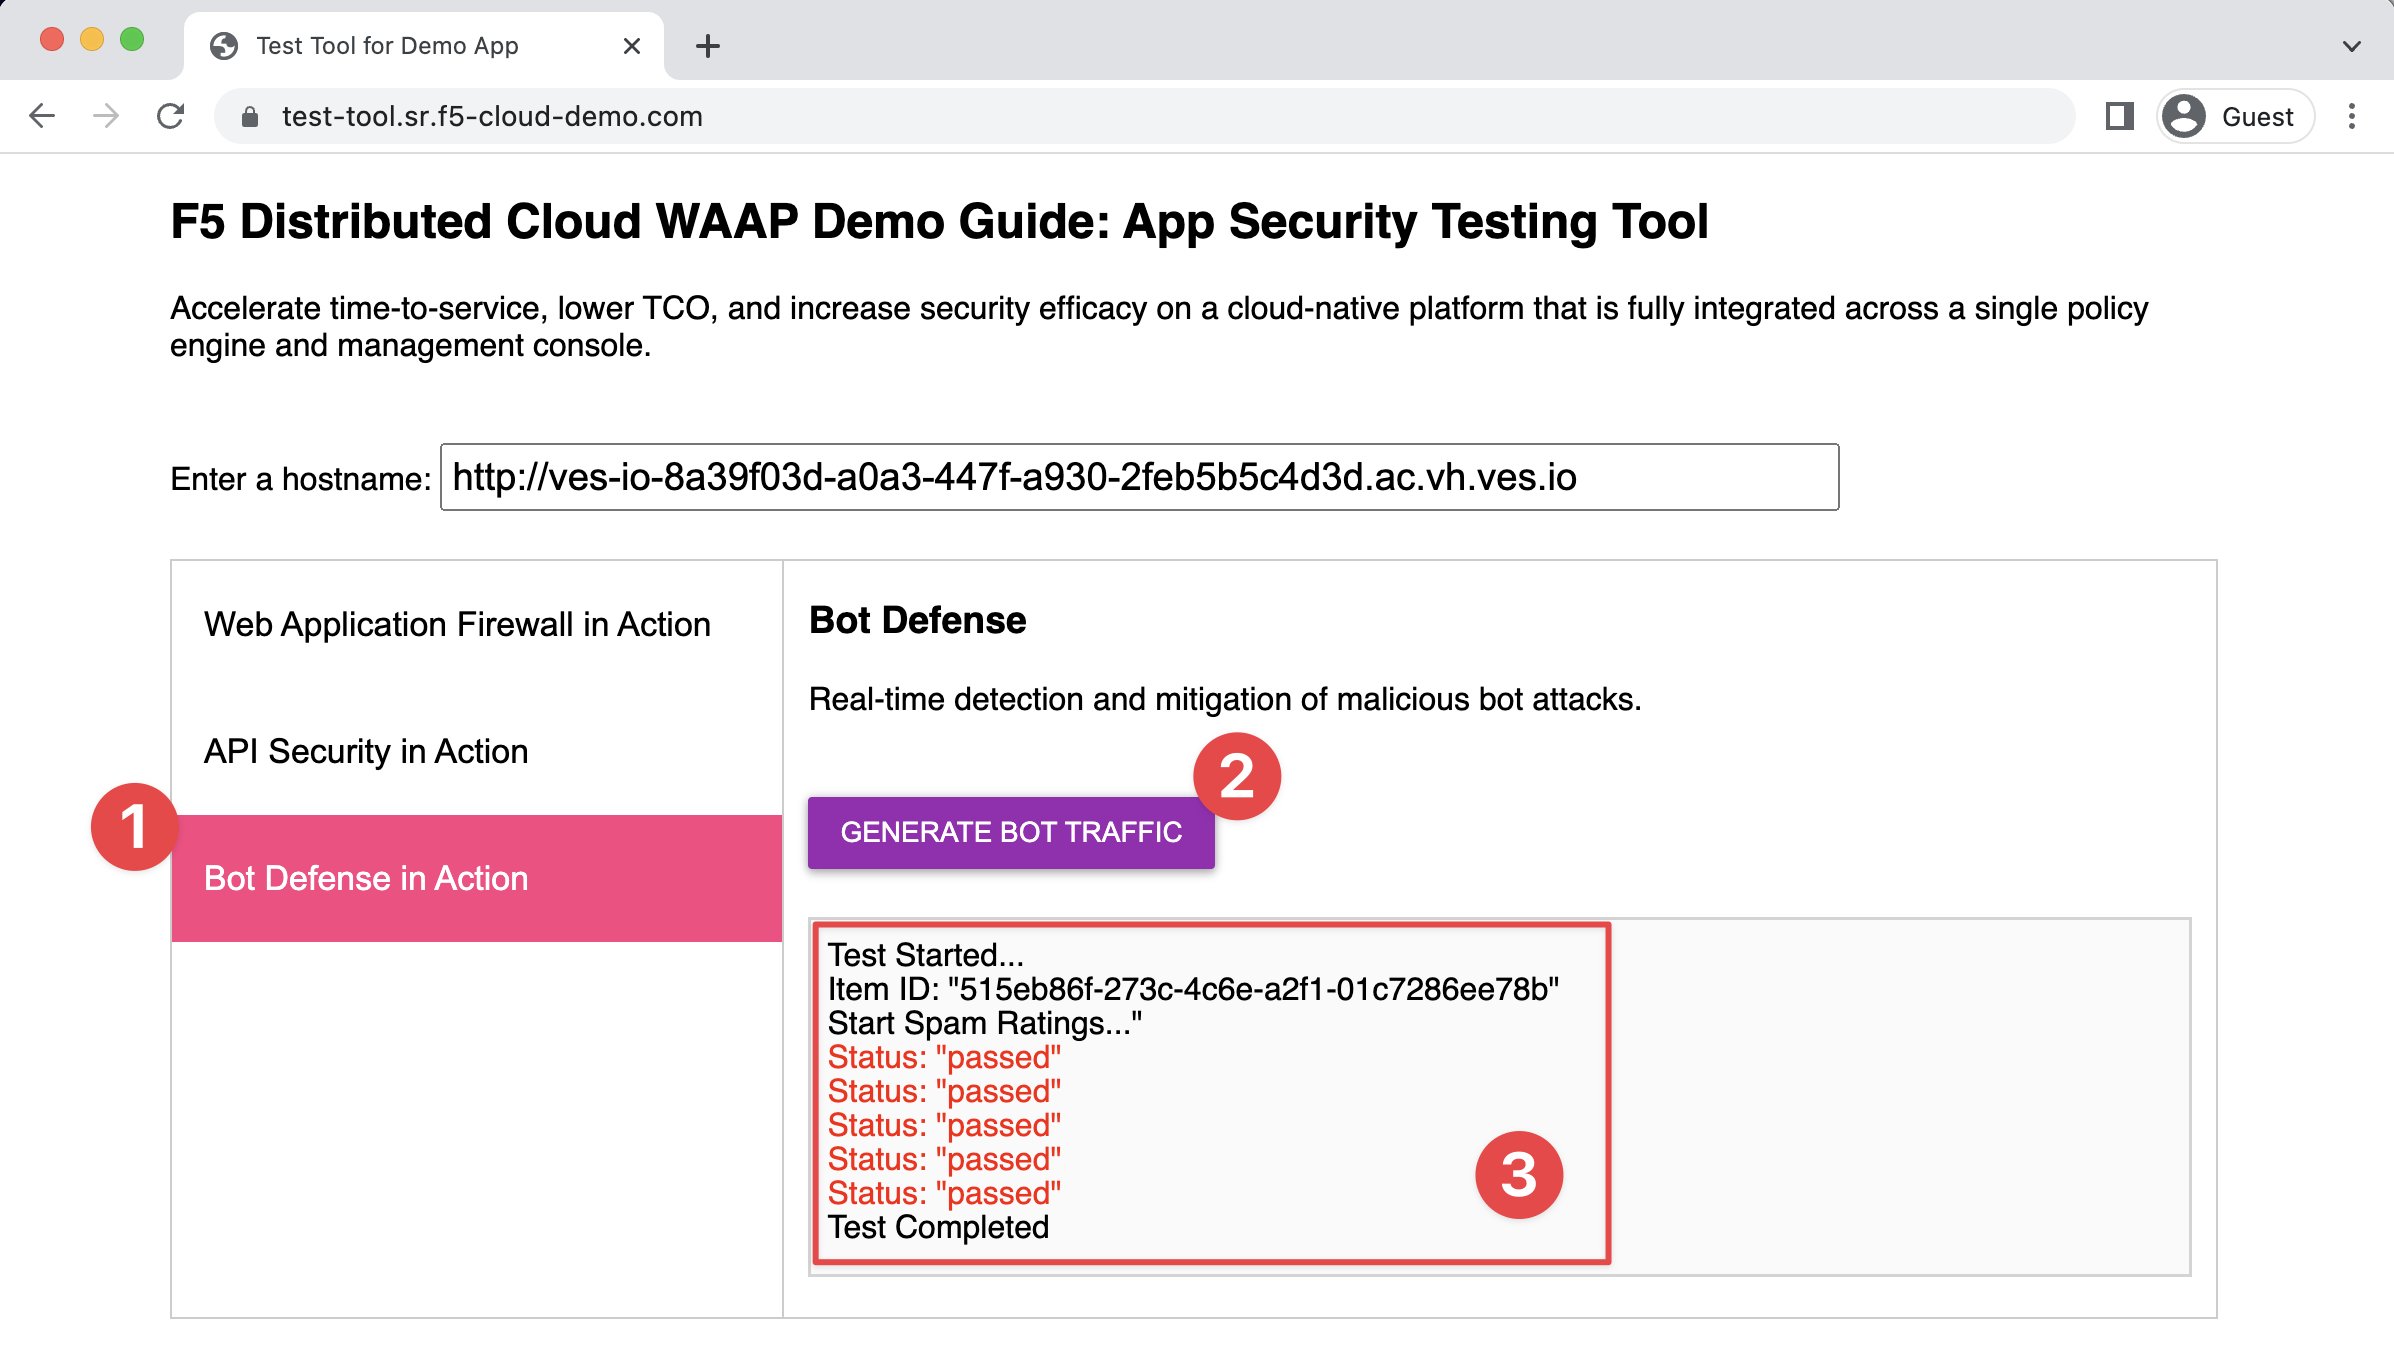 Test Tool for Demo App
test-tool.sr.f5-cloud-demo.com
Guest
F5 Distributed Cloud WAAP Demo Guide: App Security Testing Tool
Accelerate time-to-service, lower TCO, and increase security efficacy on a cloud-native platform that is fully integrated across a single policy
engine and management console.
Enter a hostname: http://ves-io-8a39f03d-a0a3-447f-a930-2feb5b5c4d3d.ac.vh.ves.io
Web Application Firewall in Action
API Security in Action
1
Bot Defense in Action
Bot Defense
Real-time detection and mitigation of malicious bot attacks.
2
GENERATE BOT TRAFFIC
Test Started...
Item ID: "515eb86f-273c-4c6e-a2f1-01c7286ee78b"
Start Spam Ratings..."
Status: "passed"
Status: "passed"
Status: "passed"
Status: "passed"
Status: "passed"
Test Completed
3